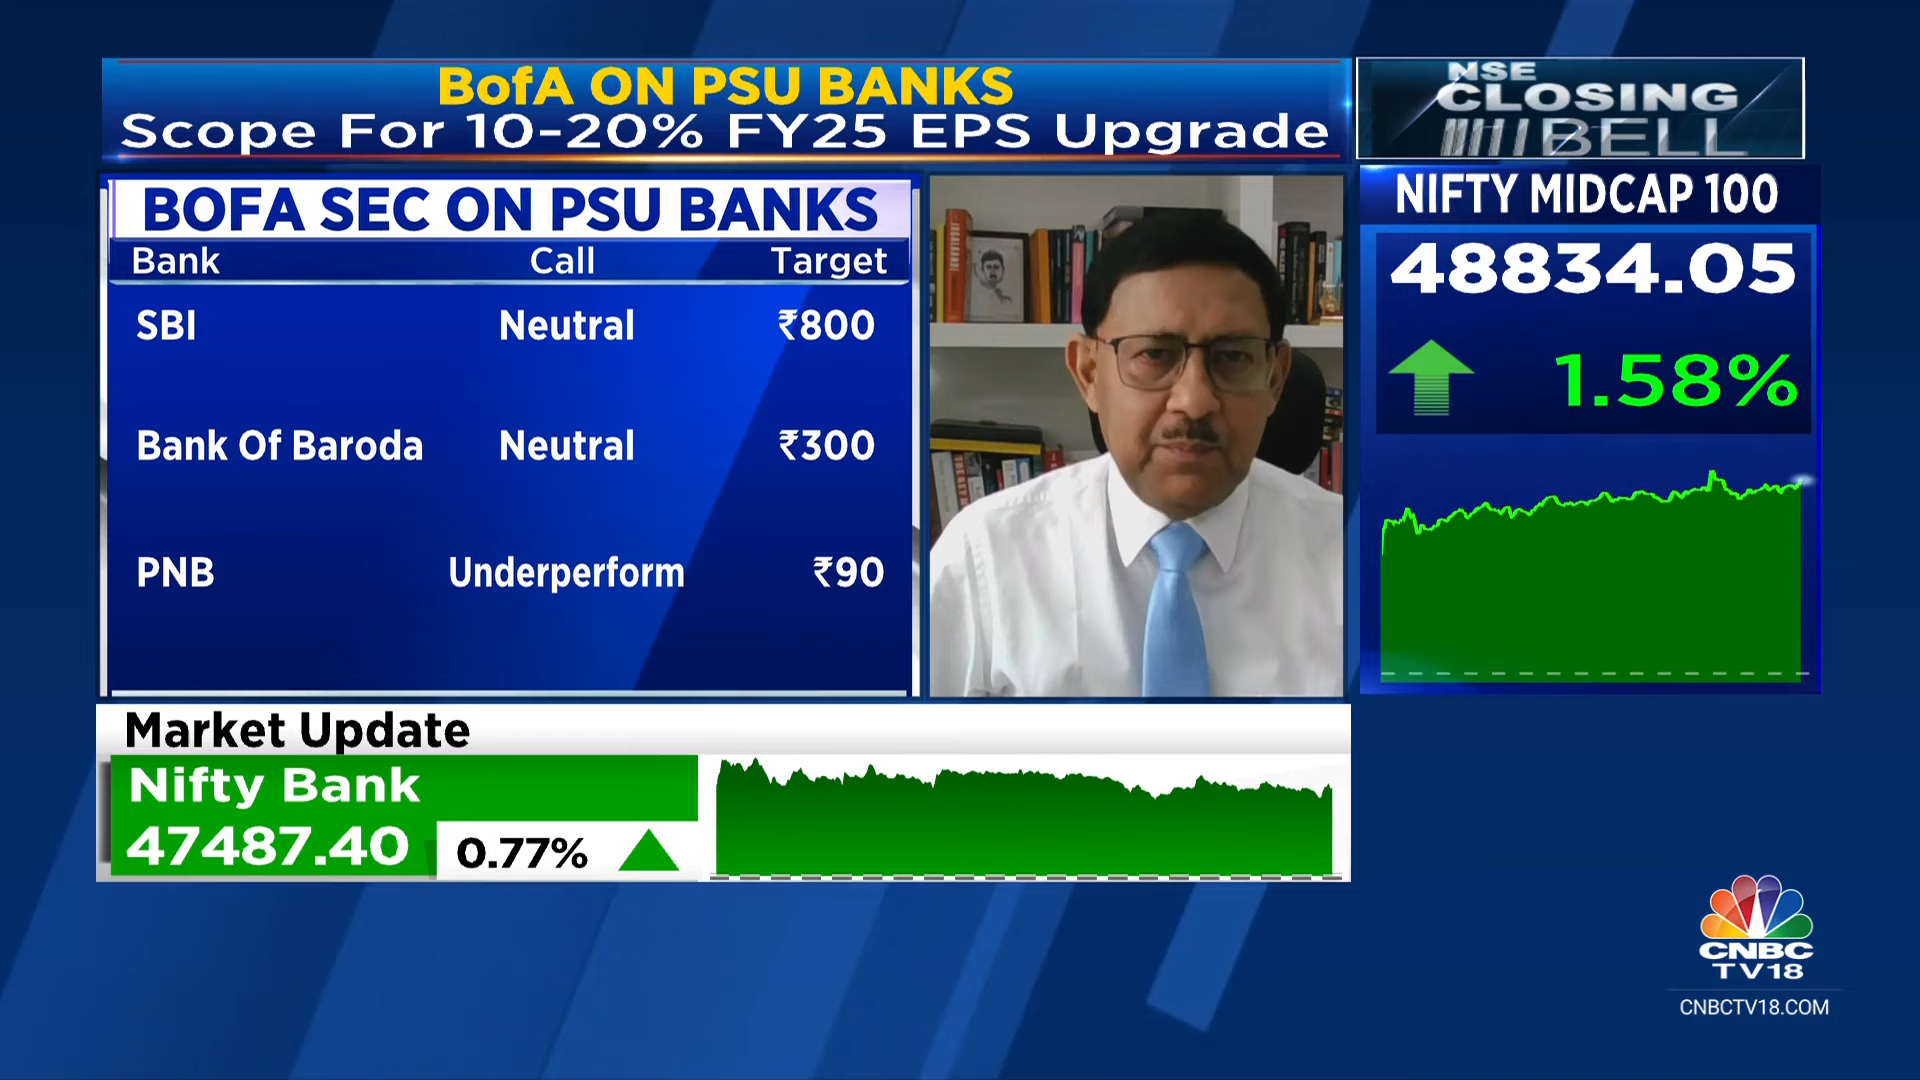 BofA ON PSU BANKS
Scope For 10-20% FY25 EPS Upgrade
NSE
CLOSING
BELL
BOFA SEC ON PSU BANKS
Bank Call Target
SBI Neutral ₹800
Bank Of Baroda Neutral ₹300
PNB Underperform ₹90
NIFTY MIDCAP 100
48834.05
1.58%
Market Update
Nifty Bank
47487.40 0.77%
CNBC
TV18
CNBCTV18.COM